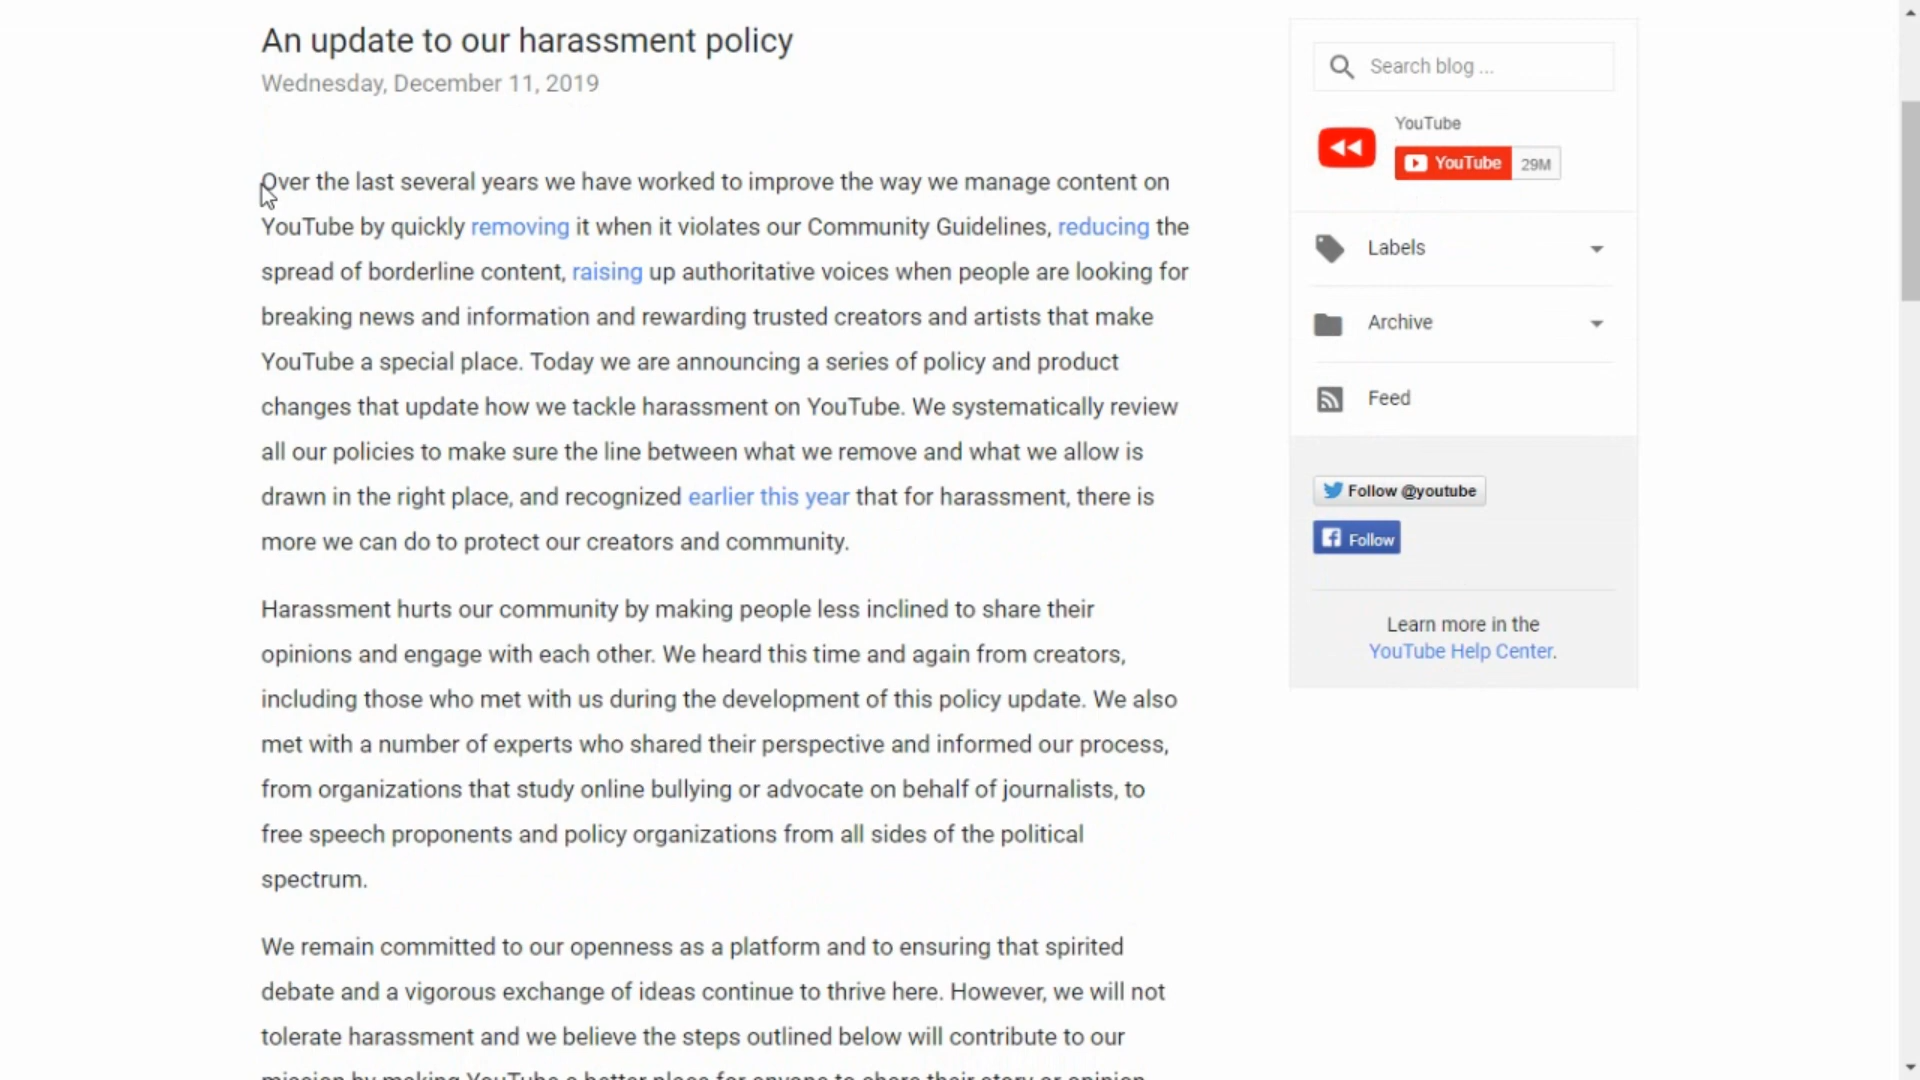 An update to our harassment policy
Wednesday, December 11, 2019
Over the last several years we have worked to improve the way we manage content on
YouTube by quickly removing it when it violates our Community Guidelines, reducing the
spread of borderline content, raising up authoritative voices when people are looking for
breaking news and information and rewarding trusted creators and artists that make
YouTube a special place. Today we are announcing a series of policy and product
changes that update how we tackle harassment on YouTube. We systematically review
all our policies to make sure the line between what we remove and what we allow is
drawn in the right place, and recognized earlier this year that for harassment, there is
more we can do to protect our creators and community.
Harassment hurts our community by making people less inclined to share their
opinions and engage with each other. We heard this time and again from creators,
including those who met with us during the development of this policy update. We also
met with a number of experts who shared their perspective and informed our process,
from organizations that study online bullying or advocate on behalf of journalists, to
free speech proponents and policy organizations from all sides of the political
spectrum.
We remain committed to our openness as a platform and to ensuring that spirited
debate and a vigorous exchange of ideas continue to thrive here. However, we will not
tolerate harassment and we believe the steps outlined below will contribute to our
mission by making YouTube a better place for anyone to share their story or opinion
Search blog ...
YouTube
YouTube 29M
Labels
Archive
Feed
Follow @youtube
Follow
Learn more in the
YouTube Help Center.